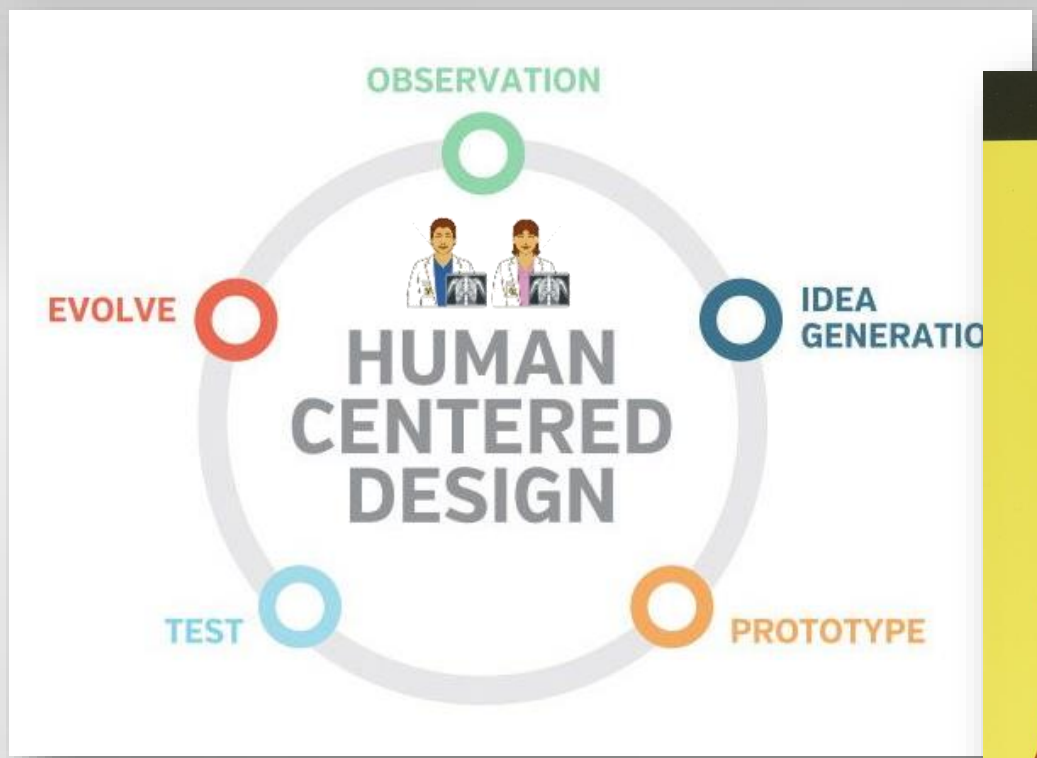 OBSERVATION
EVOLVE
IDEA
GENERATIO
HUMAN
CENTERED
DESIGN
TEST
PROTOTYPE